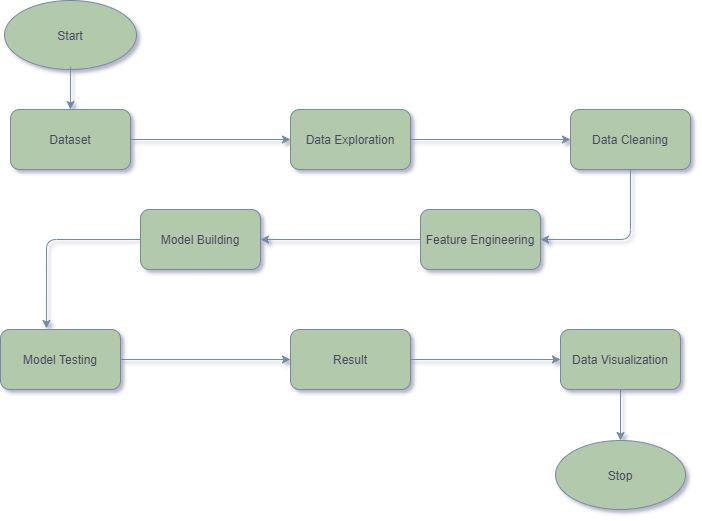 Start
Dataset
Data Exploration
Data Cleaning
Feature Engineering
Model Building
Model Testing
Result
Data Visualization
Stop